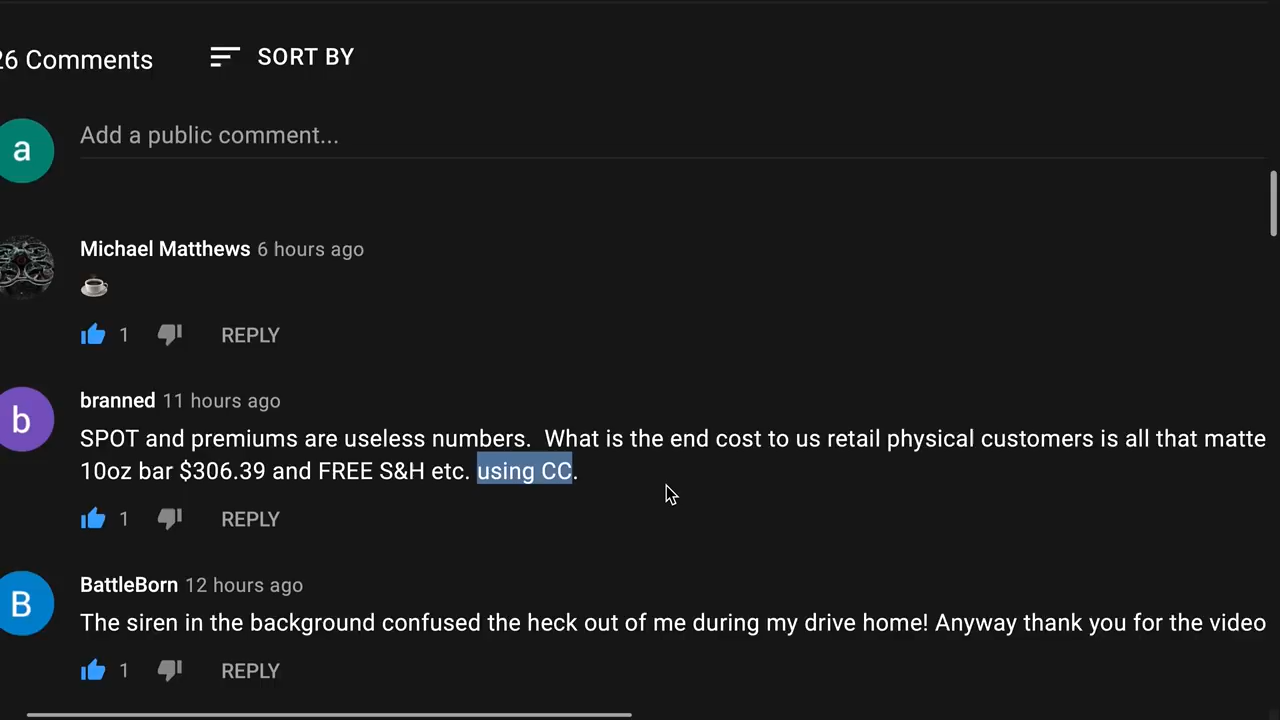 26 Comments
SORT BY
a
Add a public comment...
Michael Matthews 6 hours ago
1
REPLY
b
branned 11 hours ago
SPOT and premiums are useless numbers.  What is the end cost to us retail physical customers is all that matte
10oz bar $306.39 and FREE S&H etc. using CC.
1
REPLY
B
BattleBorn 12 hours ago
The siren in the background confused the heck out of me during my drive home! Anyway thank you for the video
1
REPLY